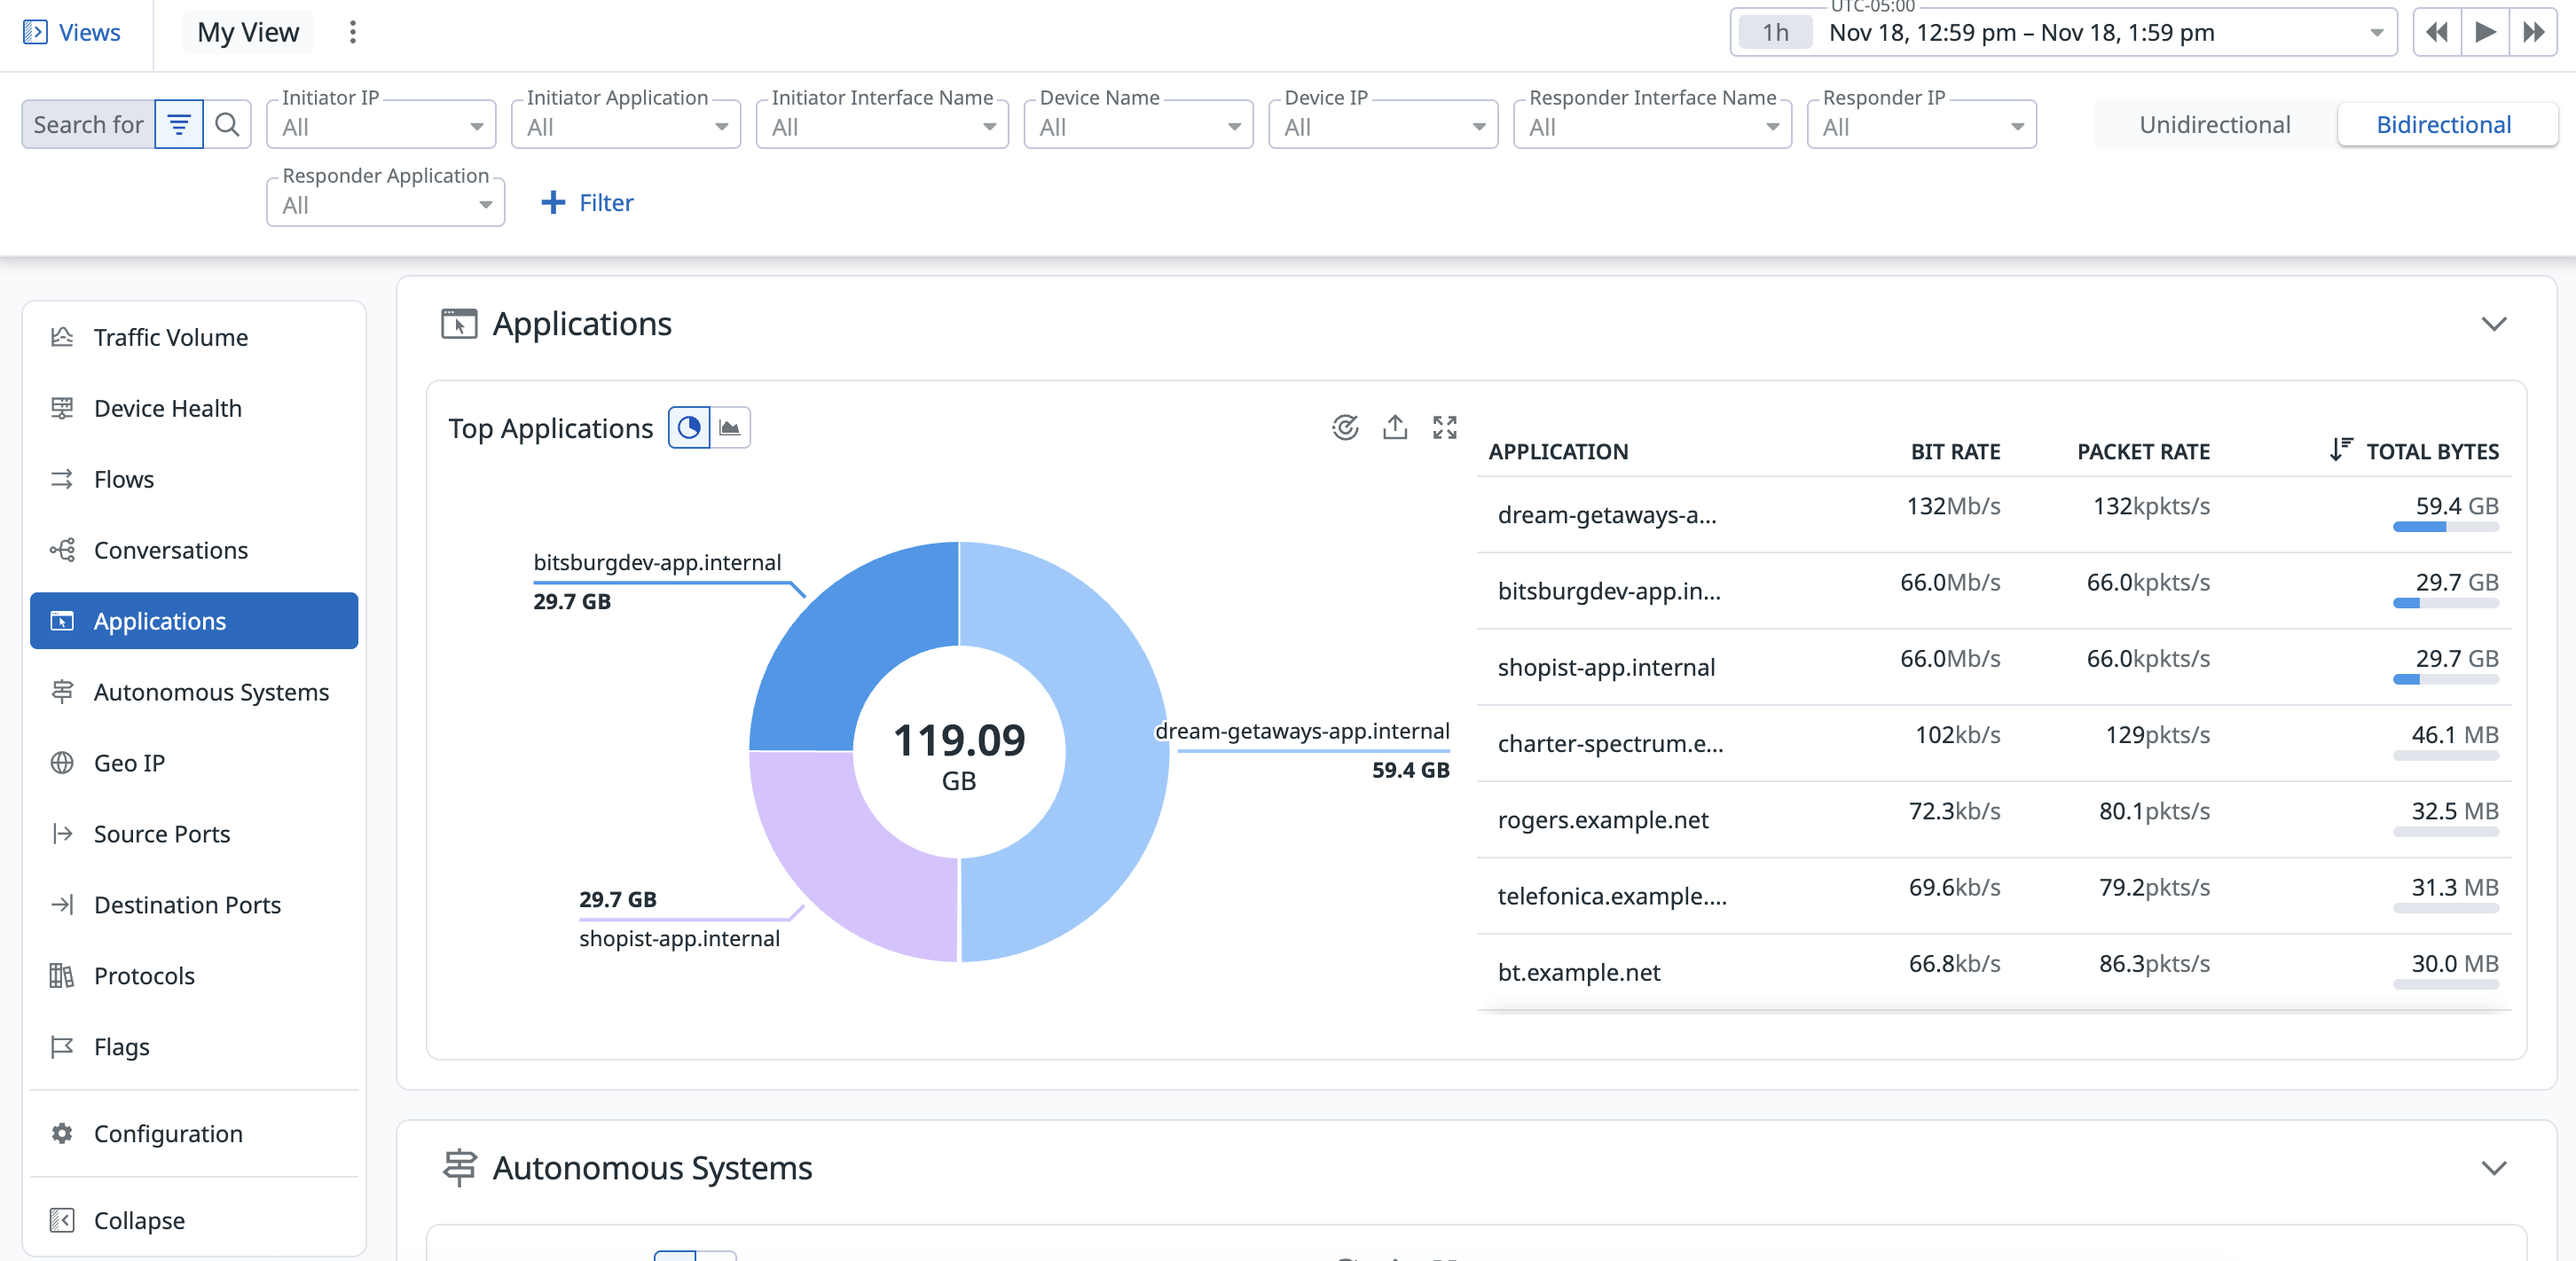 Views
My View
UTC-05:00
1h Nov 18, 12:59 pm – Nov 18, 1:59 pm
Search for
Initiator IP
All
Initiator Application
All
Initiator Interface Name
All
Device Name
All
Device IP
All
Responder Interface Name
All
Responder IP
All
Unidirectional
Bidirectional
Responder Application
All
Filter
Traffic Volume
Device Health
Flows
Conversations
Applications
Autonomous Systems
Geo IP
Source Ports
Destination Ports
Protocols
Flags
Configuration
Collapse
Applications
Top Applications
bitsburgdev-app.internal
29.7 GB
119.09
GB
dream-getaways-app.internal
59.4 GB
29.7 GB
shopist-app.internal
APPLICATION BIT RATE PACKET RATE TOTAL BYTES
dream-getaways-a... 132Mb/s 132kpkts/s 59.4 GB
bitsburgdev-app.in... 66.0Mb/s 66.0kpkts/s 29.7 GB
shopist-app.internal 66.0Mb/s 66.0kpkts/s 29.7 GB
charter-spectrum.e... 102kb/s 129pkts/s 46.1 MB
rogers.example.net 72.3kb/s 80.1pkts/s 32.5 MB
telefonica.example.... 69.6kb/s 79.2pkts/s 31.3 MB
bt.example.net 66.8kb/s 86.3pkts/s 30.0 MB
Autonomous Systems